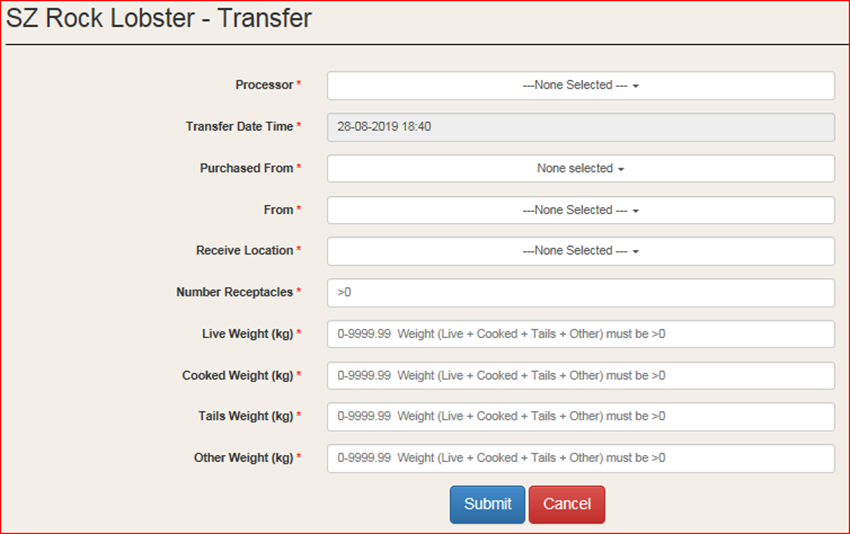 SZ Rock Lobster - Transfer
Processor * ---None Selected ---
Transfer Date Time * 28-08-2019 18:40
Purchased From * None selected
From * ---None Selected ---
Receive Location * ---None Selected ---
Number Receptacles * >0
Live Weight (kg) * 0-9999.99 Weight (Live + Cooked + Tails + Other) must be >0
Cooked Weight (kg) * 0-9999.99 Weight (Live + Cooked + Tails + Other) must be >0
Tails Weight (kg) * 0-9999.99 Weight (Live + Cooked + Tails + Other) must be >0
Other Weight (kg) * 0-9999.99 Weight (Live + Cooked + Tails + Other) must be >0
Submit Cancel